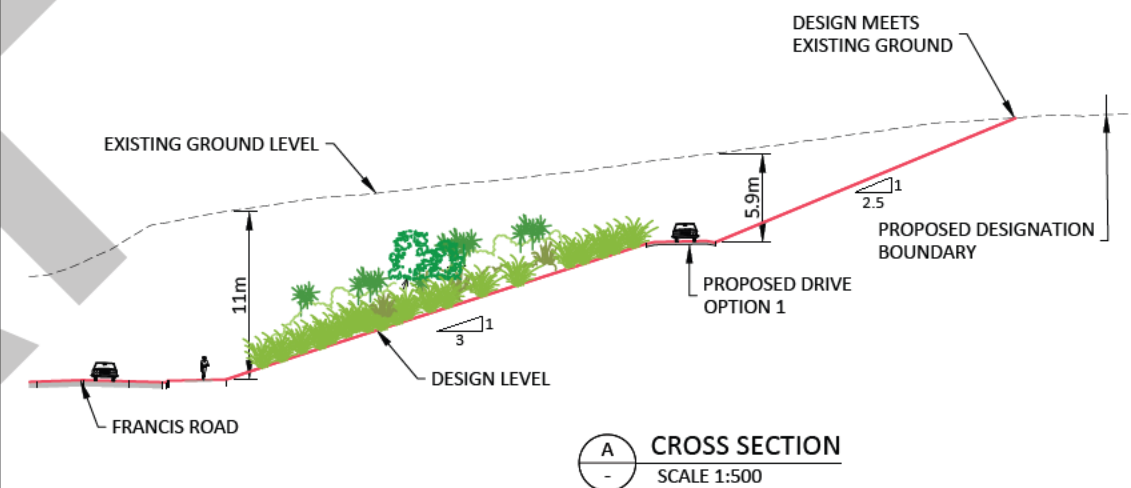 DESIGN MEETS
EXISTING GROUND
EXISTING GROUND LEVEL
5.9m
1
2.5
PROPOSED DESIGNATION
BOUNDARY
11m
PROPOSED DRIVE
OPTION 1
1
3
DESIGN LEVEL
FRANCIS ROAD
A
-
CROSS SECTION
SCALE 1:500